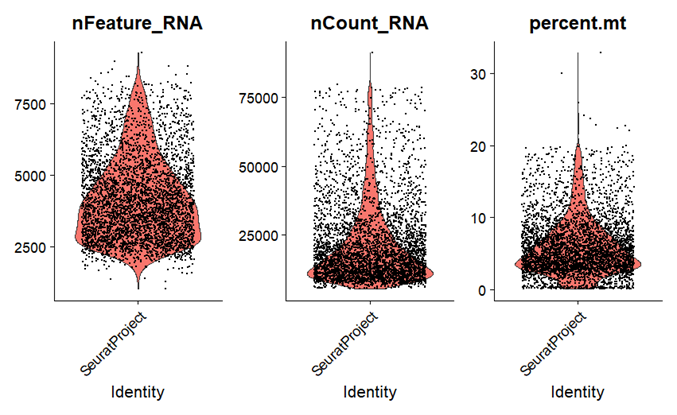 nFeature_RNA
7500
5000
2500
SeuratProject
Identity
nCount_RNA
75000
50000
25000
SeuratProject
Identity
percent.mt
30
20
10
0
SeuratProject
Identity